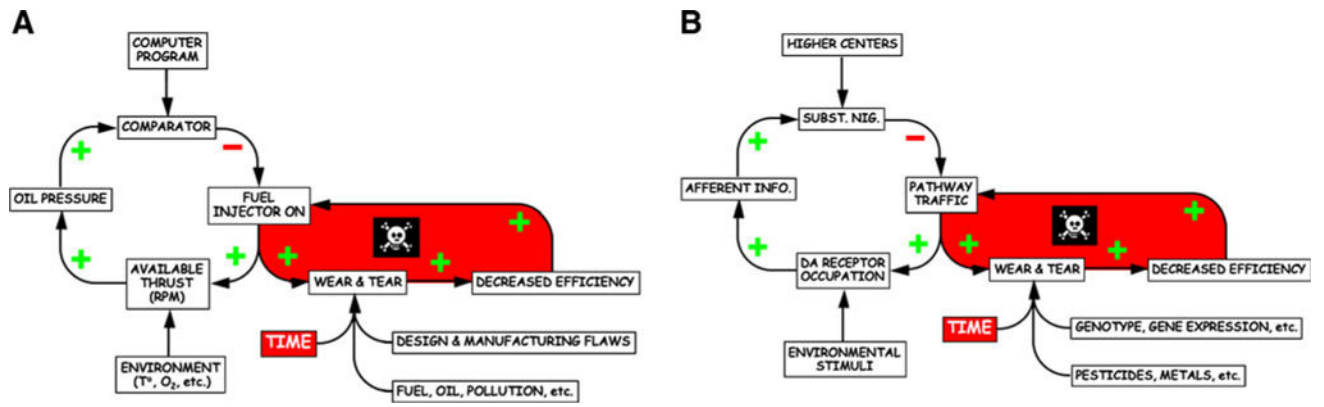 A
COMPUTER
PROGRAM
COMPARATOR
+
−
OIL PRESSURE
FUEL
INJECTOR ON
+
+
+
+
+
AVAILABLE
THRUST
(RPM)
WEAR & TEAR
DECREASED EFFICIENCY
TIME
DESIGN & MANUFACTURING FLAWS
ENVIRONMENT
(T°, O₂, etc.)
FUEL, OIL, POLLUTION, etc.
B
HIGHER CENTERS
SUBST. NIG.
+
−
AFFERENT INFO.
PATHWAY
TRAFFIC
+
+
+
+
+
DA RECEPTOR
OCCUPATION
WEAR & TEAR
DECREASED EFFICIENCY
TIME
GENOTYPE, GENE EXPRESSION, etc.
ENVIRONMENTAL
STIMULI
PESTICIDES, METALS, etc.